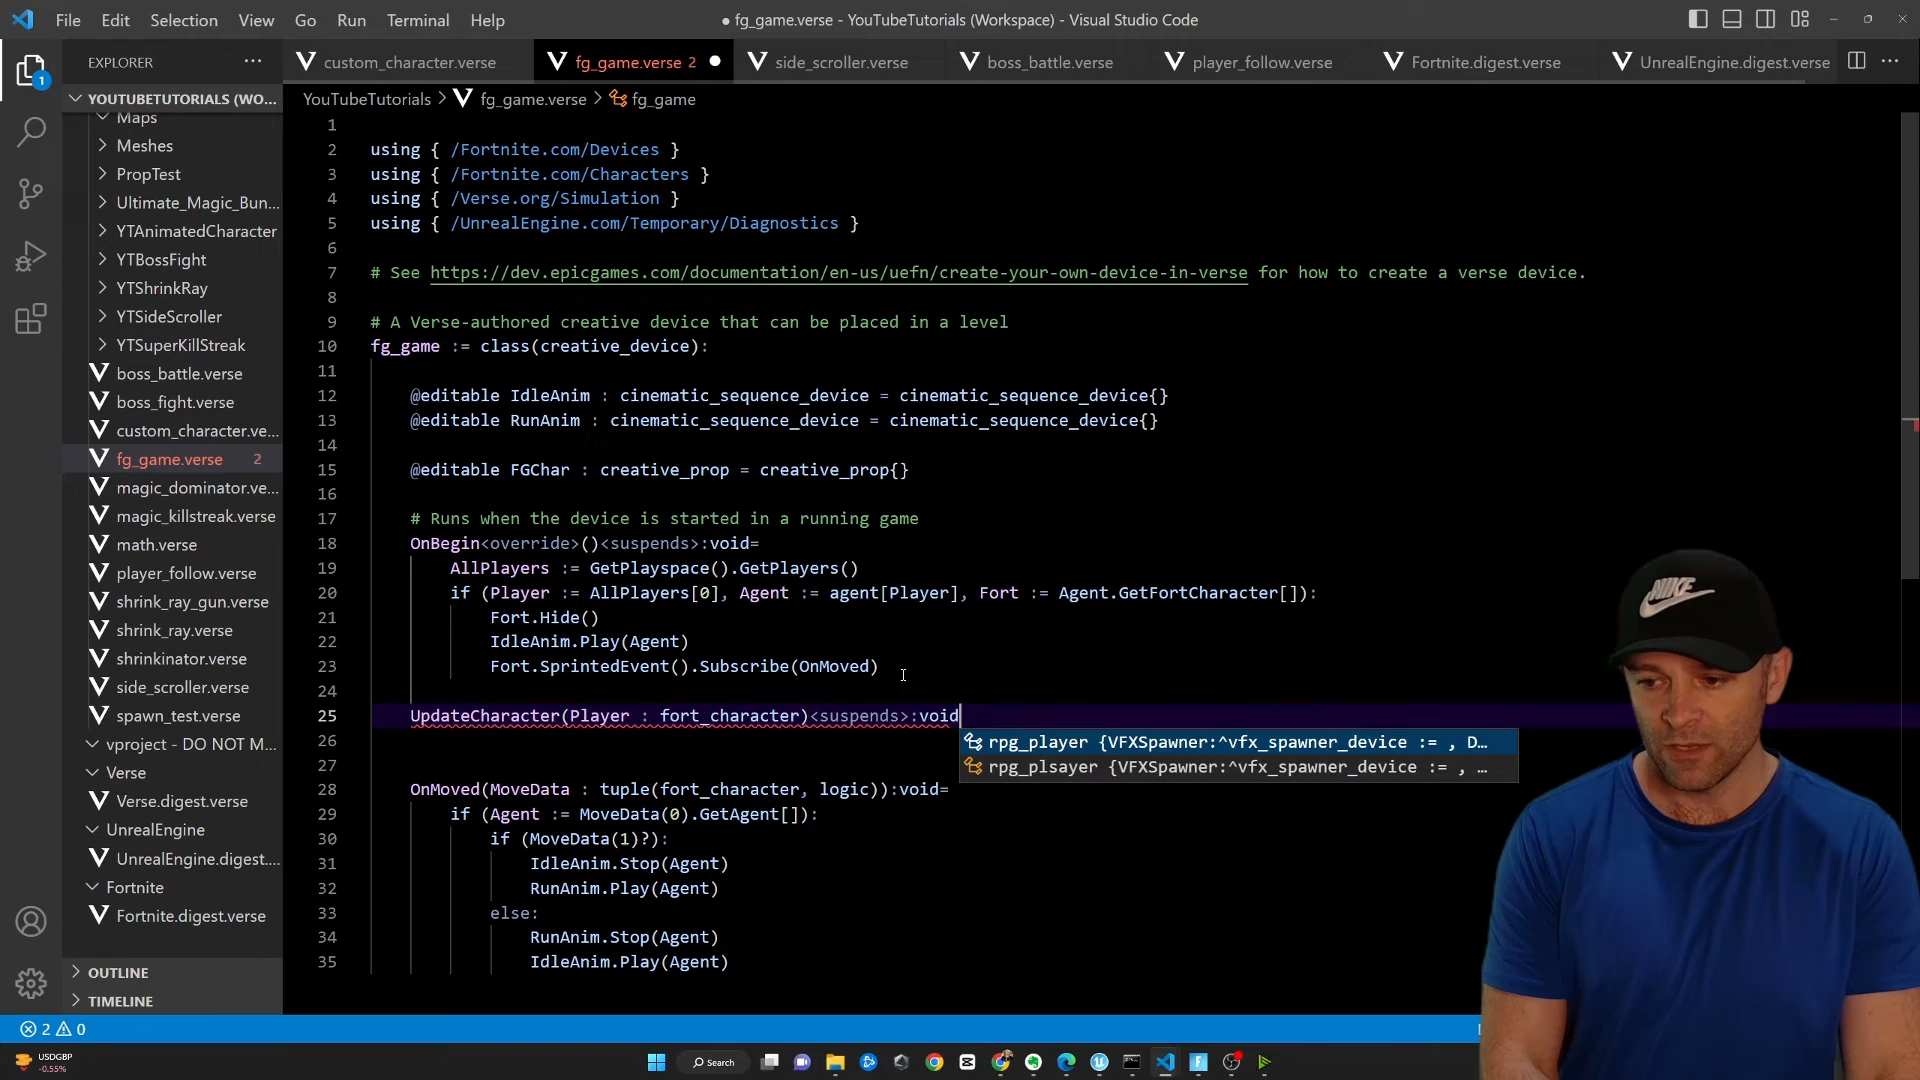 File Edit Selection View Go Run Terminal Help
● fg_game.verse - YouTubeTutorials (Workspace) - Visual Studio Code
EXPLORER ...
custom_character.verse
fg_game.verse 2 ●
side_scroller.verse
boss_battle.verse
player_follow.verse
Fortnite.digest.verse
UnrealEngine.digest.verse
YouTubeTutorials > fg_game.verse > fg_game
1
YOUTUBETUTORIALS (WO...
Maps
Meshes
PropTest
Ultimate_Magic_Bun...
YTAnimatedCharacter
YTBossFight
YTShrinkRay
YTSideScroller
YTSuperKillStreak
boss_battle.verse
boss_fight.verse
custom_character.ve...
fg_game.verse 2
magic_dominator.ve...
magic_killstreak.verse
math.verse
player_follow.verse
shrink_ray_gun.verse
shrink_ray.verse
shrinkinator.verse
side_scroller.verse
spawn_test.verse
vproject - DO NOT M...
Verse
Verse.digest.verse
UnrealEngine
UnrealEngine.digest....
Fortnite
Fortnite.digest.verse
OUTLINE
TIMELINE
1
2 using { /Fortnite.com/Devices }
3 using { /Fortnite.com/Characters }
4 using { /Verse.org/Simulation }
5 using { /UnrealEngine.com/Temporary/Diagnostics }
6
7 # See https://dev.epicgames.com/documentation/en-us/uefn/create-your-own-device-in-verse for how to create a verse device.
8
9 # A Verse-authored creative device that can be placed in a level
10 fg_game := class(creative_device):
11
12 @editable IdleAnim : cinematic_sequence_device = cinematic_sequence_device{}
13 @editable RunAnim : cinematic_sequence_device = cinematic_sequence_device{}
14
15 @editable FGChar : creative_prop = creative_prop{}
16
17 # Runs when the device is started in a running game
18 OnBegin<override>()<suspends>:void=
19 AllPlayers := GetPlayspace().GetPlayers()
20 if (Player := AllPlayers[0], Agent := agent[Player], Fort := Agent.GetFortCharacter[]):
21 Fort.Hide()
22 IdleAnim.Play(Agent)
23 Fort.SprintedEvent().Subscribe(OnMoved)
24
25 UpdateCharacter(Player : fort_character)<suspends>:void
26
rpg_player {VFXSpawner:^vfx_spawner_device := , D...
27
rpg_plsayer {VFXSpawner:^vfx_spawner_device := , ...
28 OnMoved(MoveData : tuple(fort_character, logic)):void=
29 if (Agent := MoveData(0).GetAgent[]):
30 if (MoveData(1)?):
31 IdleAnim.Stop(Agent)
32 RunAnim.Play(Agent)
33 else:
34 RunAnim.Stop(Agent)
35 IdleAnim.Play(Agent)
NIKE
2 0
USDGBP
-0.55%
Search